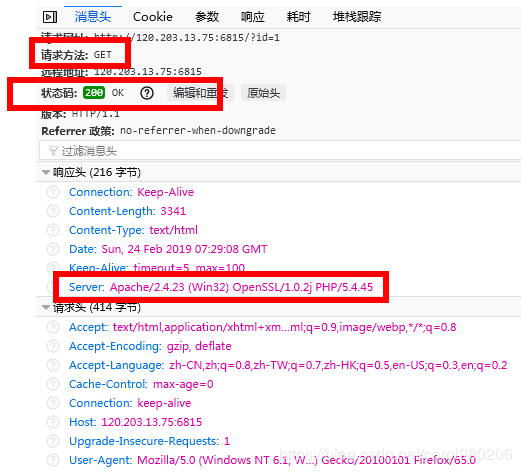 消息头 Cookie 参数 响应 耗时 堆栈跟踪
请求网址: http://120.203.13.75:6815/?id=1
请求方法: GET
远程地址: 120.203.13.75:6815
状态码: 200 OK ? 编辑和重发 原始头
版本: HTTP/1.1
Referrer 政策: no-referrer-when-downgrade
过滤消息头
响应头 (216 字节)
? Connection: Keep-Alive
? Content-Length: 3341
? Content-Type: text/html
? Date: Sun, 24 Feb 2019 07:29:08 GMT
? Keep-Alive: timeout=5, max=100
? Server: Apache/2.4.23 (Win32) OpenSSL/1.0.2j PHP/5.4.45
请求头 (414 字节)
? Accept: text/html,application/xhtml+xm...ml;q=0.9,image/webp,*/*;q=0.8
? Accept-Encoding: gzip, deflate
? Accept-Language: zh-CN,zh;q=0.8,zh-TW;q=0.7,zh-HK;q=0.5,en-US;q=0.3,en;q=0.2
? Cache-Control: max-age=0
? Connection: keep-alive
? Host: 120.203.13.75:6815
? Upgrade-Insecure-Requests: 1
? User-Agent: Mozilla/5.0 (Windows NT 6.1; W...) Gecko/20100101 Firefox/65.0